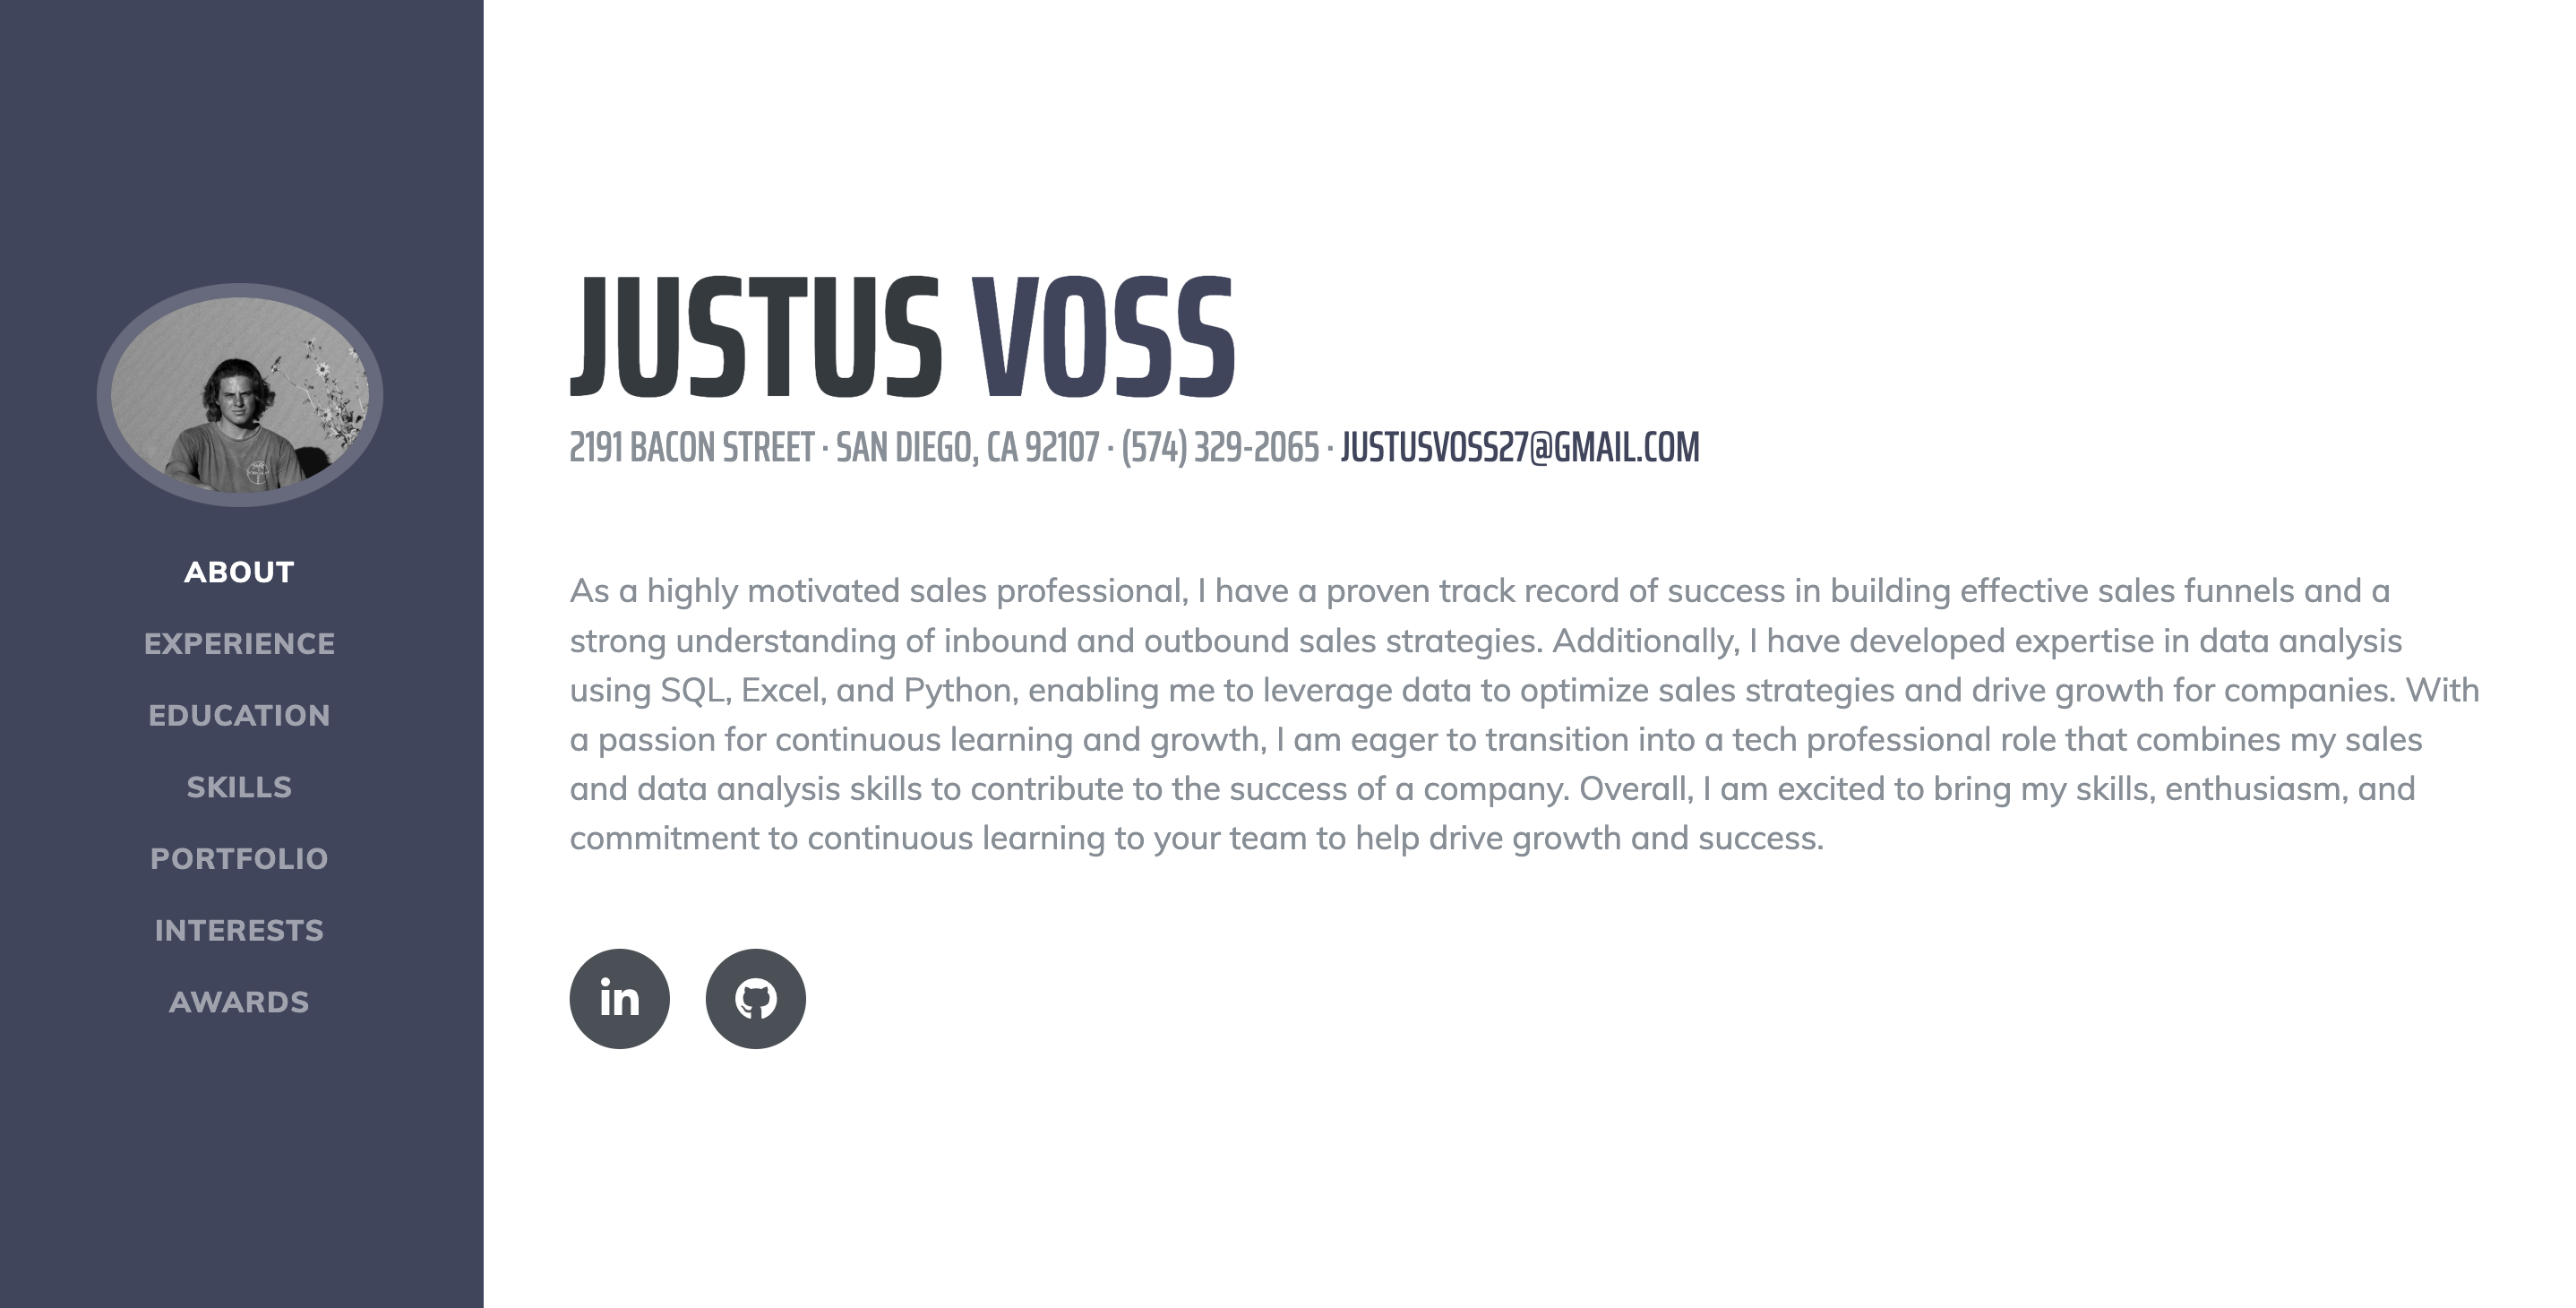 ABOUT
EXPERIENCE
EDUCATION
SKILLS
PORTFOLIO
INTERESTS
AWARDS
JUSTUS VOSS
2191 BACON STREET · SAN DIEGO, CA 92107 · (574) 329-2065 · JUSTUSVOSS27@GMAIL.COM
As a highly motivated sales professional, I have a proven track record of success in building effective sales funnels and a
strong understanding of inbound and outbound sales strategies. Additionally, I have developed expertise in data analysis
using SQL, Excel, and Python, enabling me to leverage data to optimize sales strategies and drive growth for companies. With
a passion for continuous learning and growth, I am eager to transition into a tech professional role that combines my sales
and data analysis skills to contribute to the success of a company. Overall, I am excited to bring my skills, enthusiasm, and
commitment to continuous learning to your team to help drive growth and success.
in